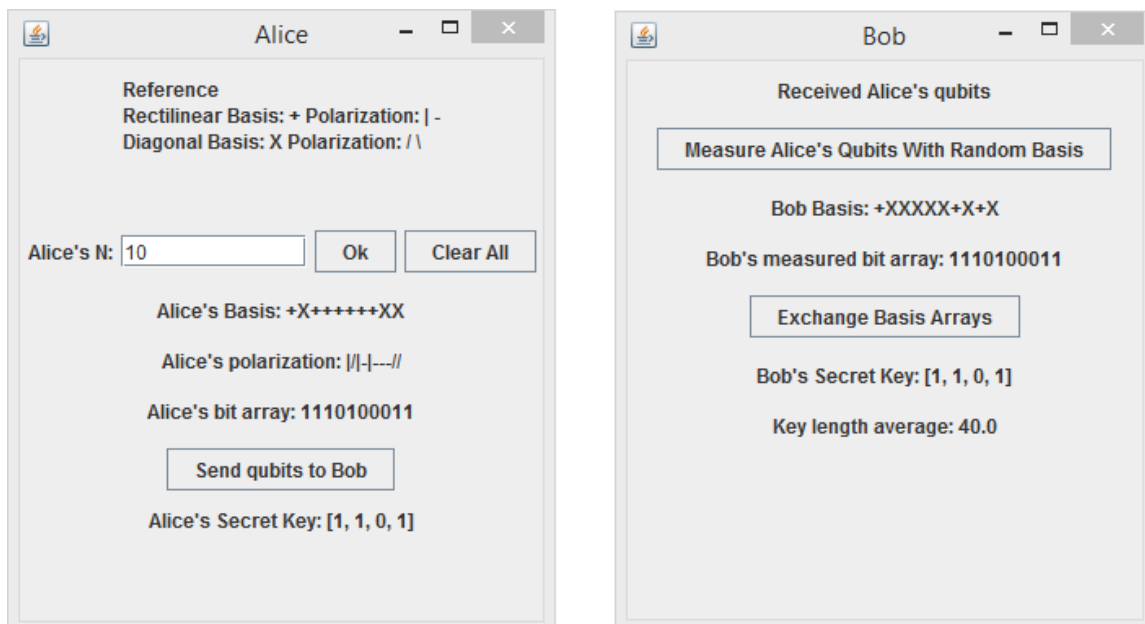 Alice
Reference
Rectilinear Basis: + Polarization: | -
Diagonal Basis: X Polarization: / \
Alice's N: 10 Ok Clear All
Alice's Basis: +X++++++XX
Alice's polarization: |/|-|---//
Alice's bit array: 1110100011
Send qubits to Bob
Alice's Secret Key: [1, 1, 0, 1]
Bob
Received Alice's qubits
Measure Alice's Qubits With Random Basis
Bob Basis: +XXXXX+X+X
Bob's measured bit array: 1110100011
Exchange Basis Arrays
Bob's Secret Key: [1, 1, 0, 1]
Key length average: 40.0